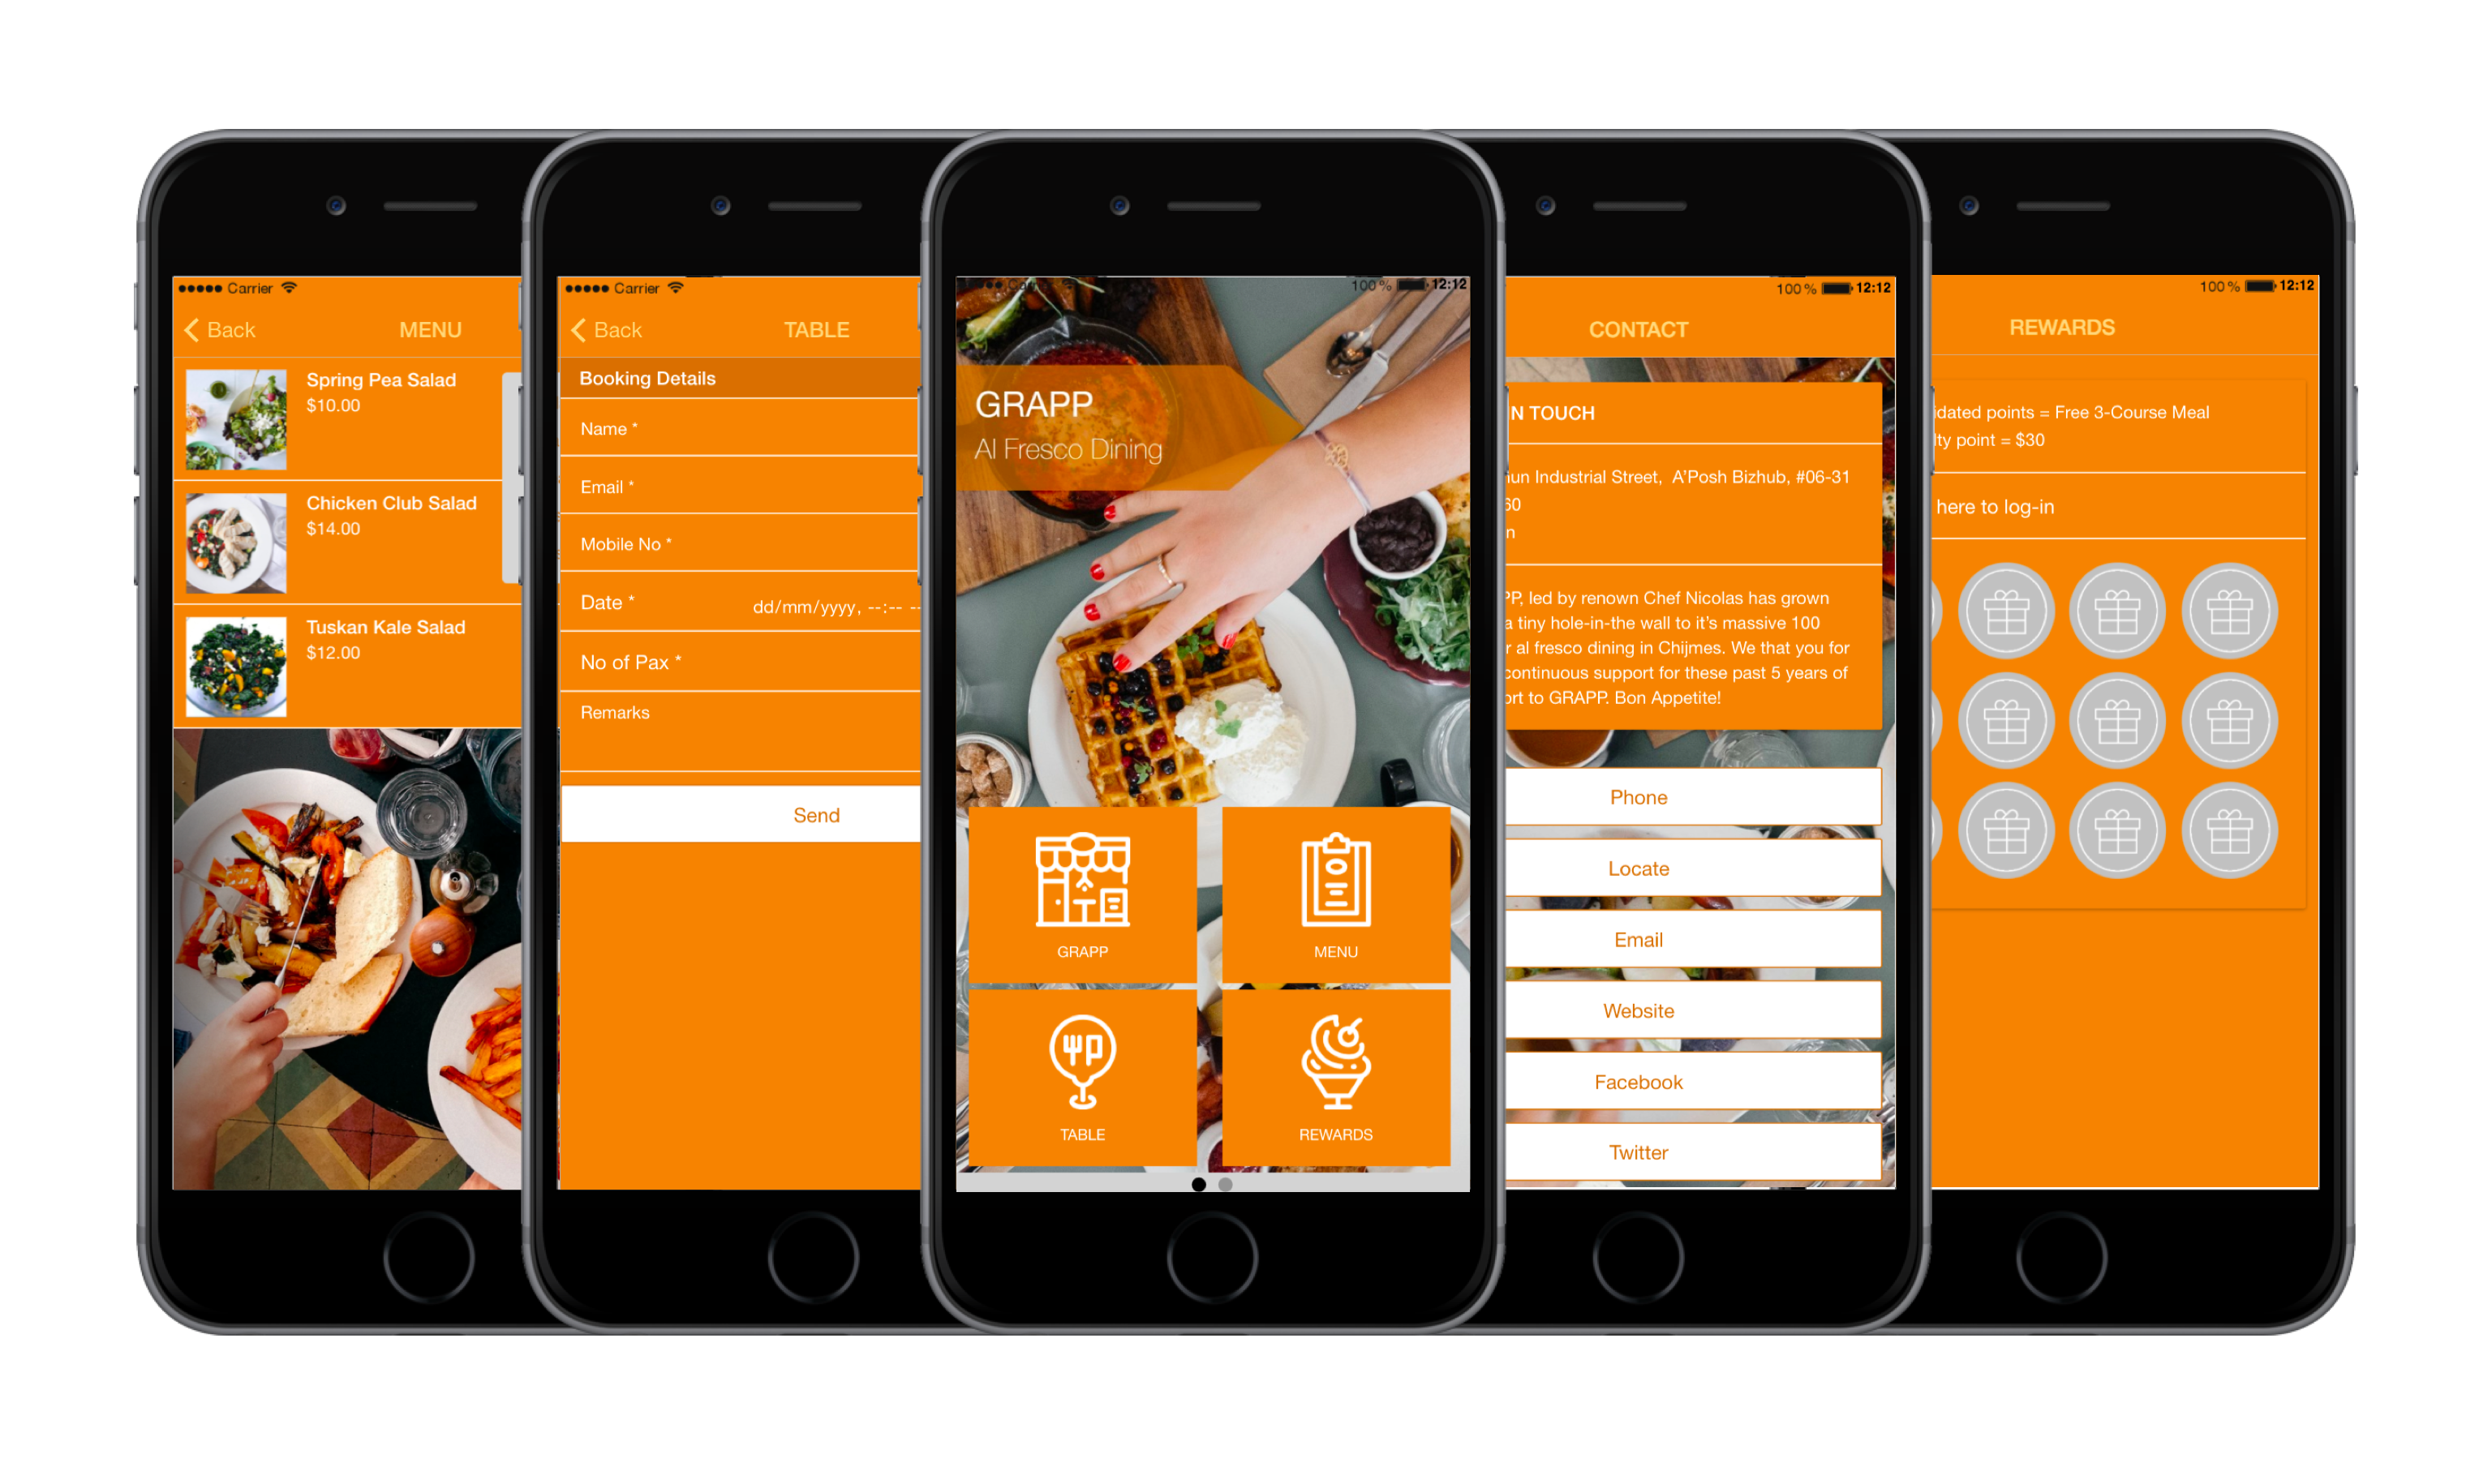 Carrier
Back
MENU
Spring Pea Salad
$10.00
Chicken Club Salad
$14.00
Tuskan Kale Salad
$12.00
Carrier
Back
TABLE
Booking Details
Name *
Email *
Mobile No *
Date *
dd/mm/yyyy, --:-- --
No of Pax *
Remarks
Send
100% 12:12
GRAPP
Al Fresco Dining
GRAPP
MENU
TABLE
REWARDS
100% 12:12
CONTACT
N TOUCH
un Industrial Street, A'Posh Bizhub, #06-31
60
n
PP, led by renown Chef Nicolas has grown
a tiny hole-in-the wall to it's massive 100
r al fresco dining in Chijmes. We that you for
continuous support for these past 5 years of
ort to GRAPP. Bon Appetite!
Phone
Locate
Email
Website
Facebook
Twitter
100% 12:12
REWARDS
idated points = Free 3-Course Meal
lty point = $30
here to log-in